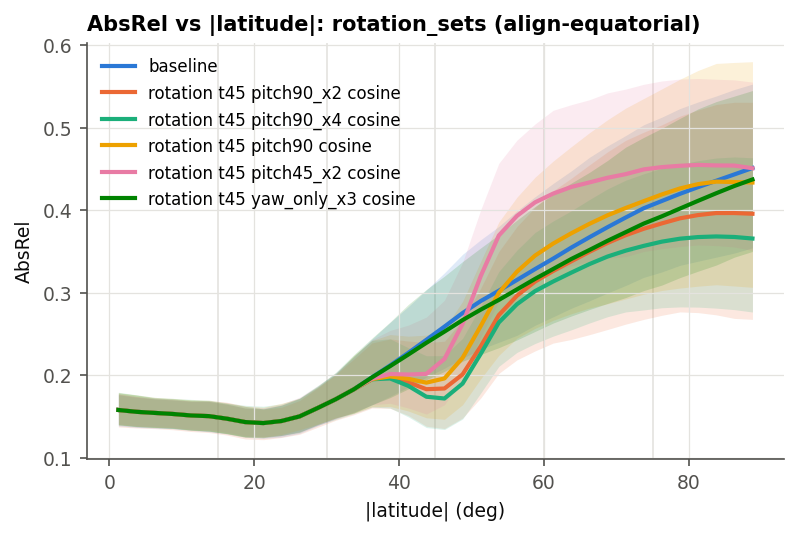 AbsRel vs |latitude|: rotation_sets (align-equatorial)
baseline
rotation t45 pitch90_x2 cosine
rotation t45 pitch90_x4 cosine
rotation t45 pitch90 cosine
rotation t45 pitch45_x2 cosine
rotation t45 yaw_only_x3 cosine
AbsRel
0.6
0.5
0.4
0.3
0.2
0.1
0
20
40
60
80
|latitude| (deg)